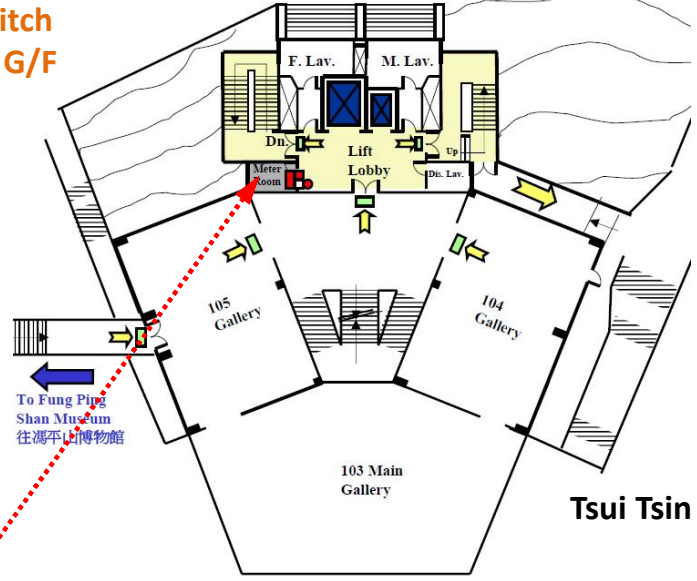 itch
G/F
F. Lav.
M. Lav.
Dn.
Lift
Lobby
Up
Meter
Room
Dis. Lav.
105
Gallery
104
Gallery
To Fung Ping
Shan Museum
往馮平山博物館
103 Main
Gallery
Tsui Tsin